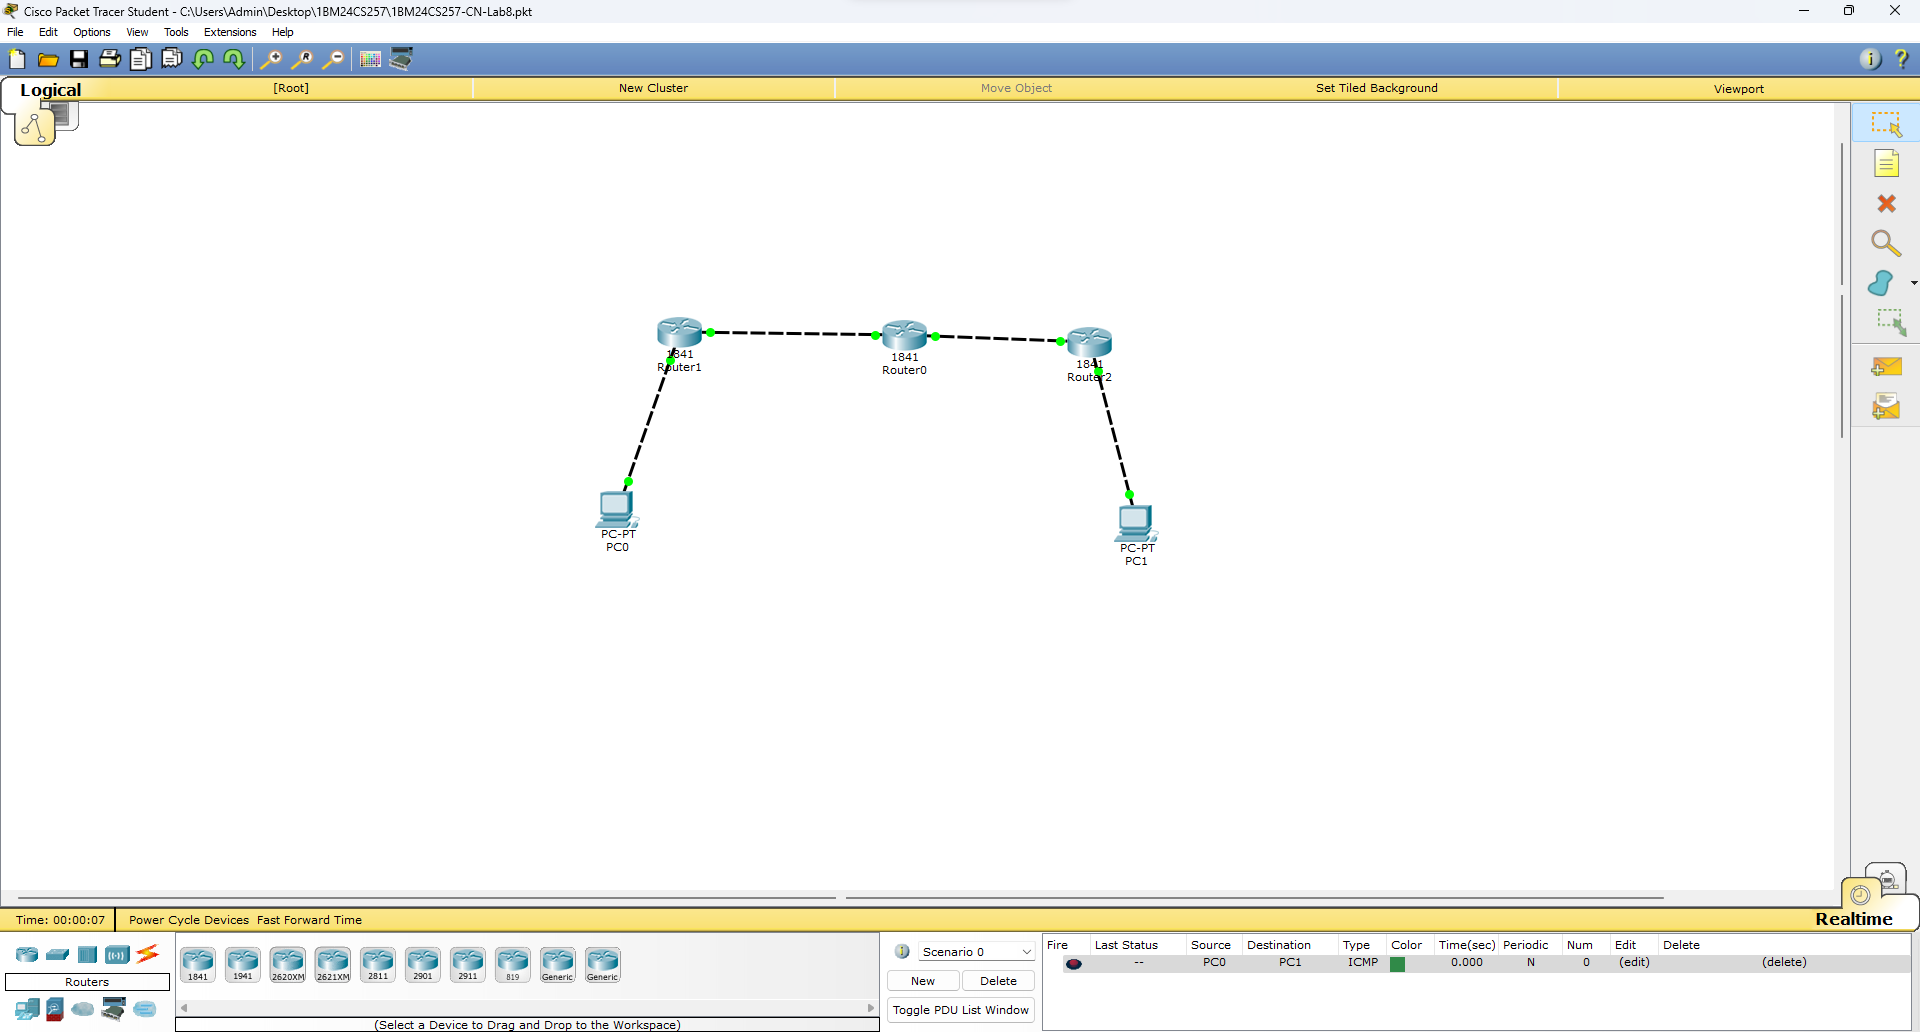 Cisco Packet Tracer Student - C:\Users\Admin\Desktop\1BM24CS257\1BM24CS257-CN-Lab8.pkt
File Edit Options View Tools Extensions Help
Logical [Root] New Cluster Move Object Set Tiled Background Viewport
1841
Router1
1841
Router0
1841
Router2
PC-PT
PC0
PC-PT
PC1
Time: 00:00:07 Power Cycle Devices Fast Forward Time
Realtime
Routers
1841 1941 2620XM 2621XM 2811 2901 2911 819 Generic Generic
(Select a Device to Drag and Drop to the Workspace)
Scenario 0
New Delete
Toggle PDU List Window
Fire Last Status Source Destination Type Color Time(sec) Periodic Num Edit Delete
-- PC0 PC1 ICMP 0.000 N 0 (edit) (delete)